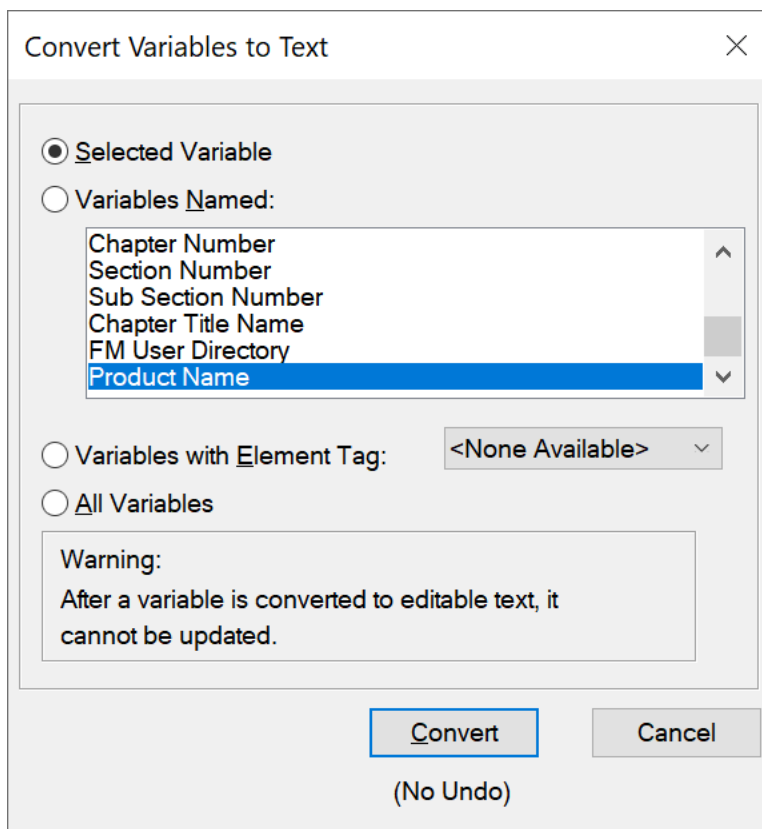 Convert Variables to Text
Selected Variable
Variables Named:
Chapter Number
Section Number
Sub Section Number
Chapter Title Name
FM User Directory
Product Name
Variables with Element Tag: <None Available>
All Variables
Warning:
After a variable is converted to editable text, it
cannot be updated.
Convert Cancel
(No Undo)